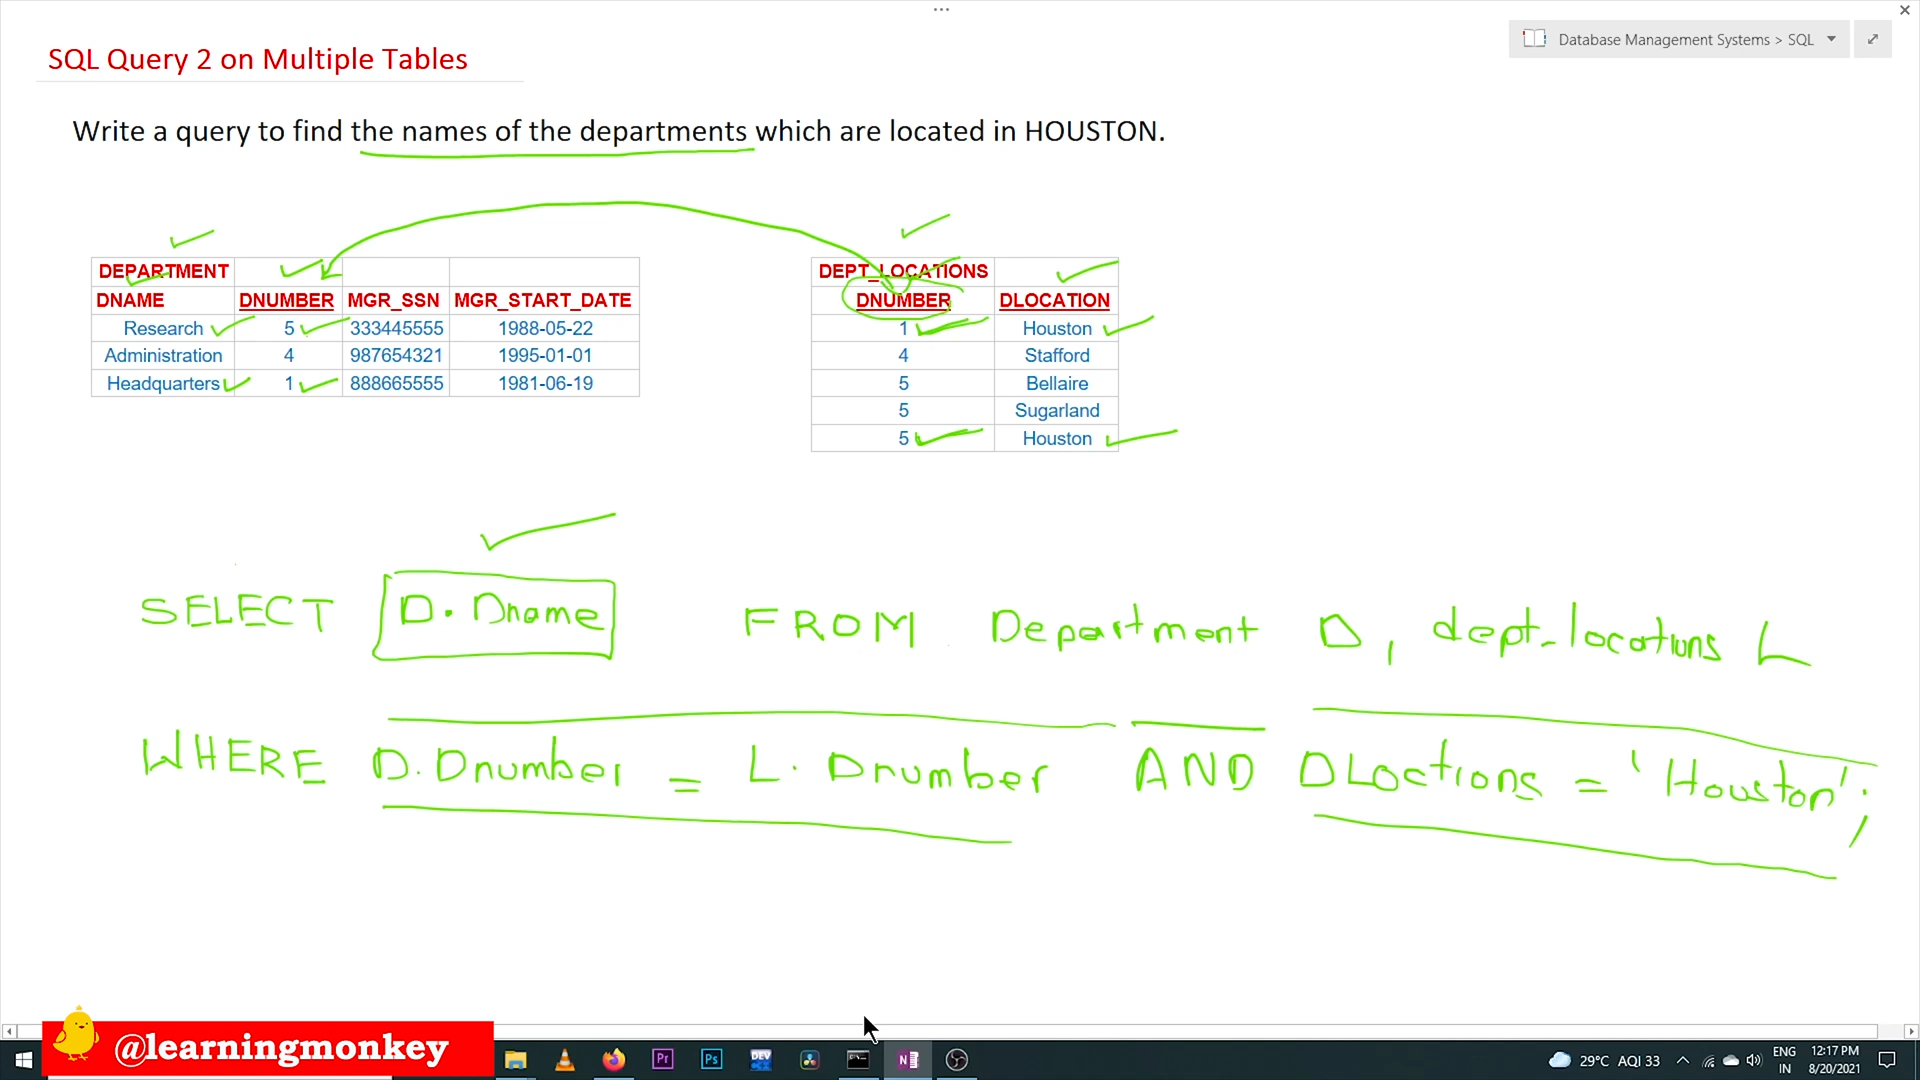 Database Management Systems > SQL
SQL Query 2 on Multiple Tables
Write a query to find the names of the departments which are located in HOUSTON.
DEPARTMENT
DNAME DNUMBER MGR_SSN MGR_START_DATE
Research 5 333445555 1988-05-22
Administration 4 987654321 1995-01-01
Headquarters 1 888665555 1981-06-19
DEPT_LOCATIONS
DNUMBER DLOCATION
1 Houston
4 Stafford
5 Bellaire
5 Sugarland
5 Houston
SELECT D.Dname FROM Department D, dept_locations L
WHERE D.Dnumber = L.Dnumber AND DLoctions = 'Houston';
@learningmonkey
Pr Ps DEV N
29°C AQI 33
ENG
IN
12:17 PM
8/20/2021